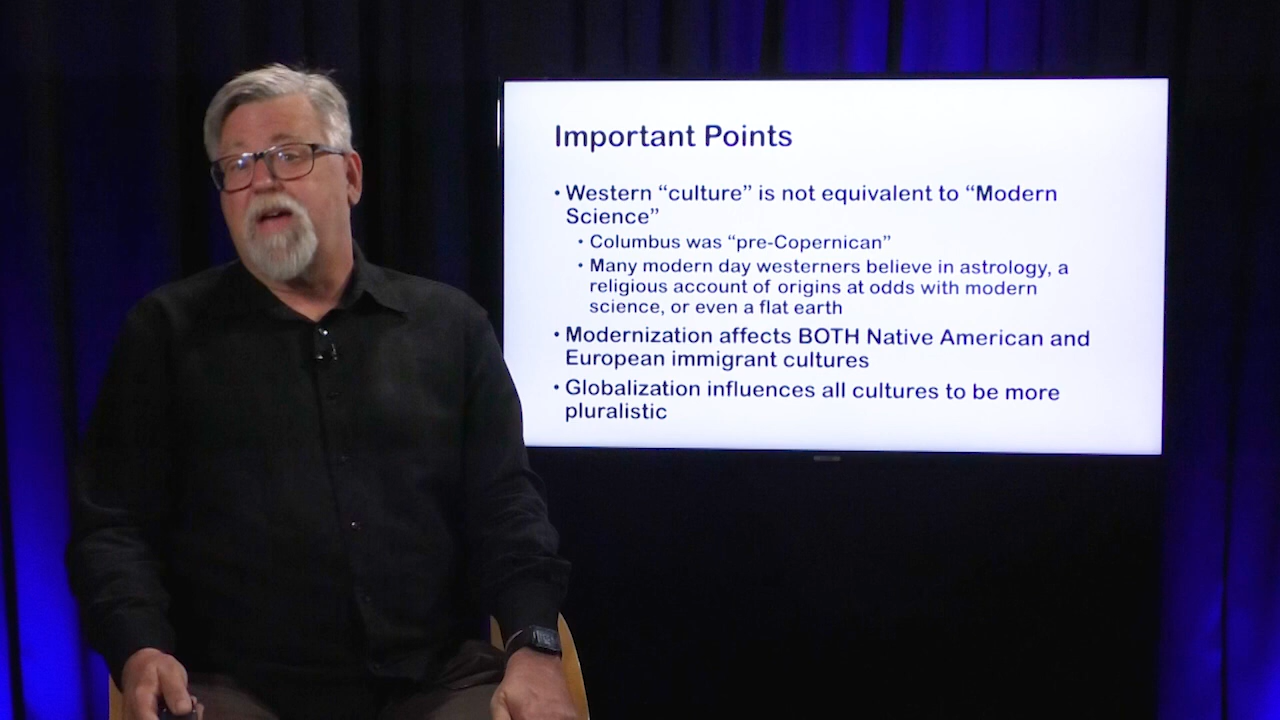 Important Points
• Western “culture” is not equivalent to “Modern
Science”
• Columbus was “pre-Copernican”
• Many modern day westerners believe in astrology, a
religious account of origins at odds with modern
science, or even a flat earth
• Modernization affects BOTH Native American and
European immigrant cultures
• Globalization influences all cultures to be more
pluralistic